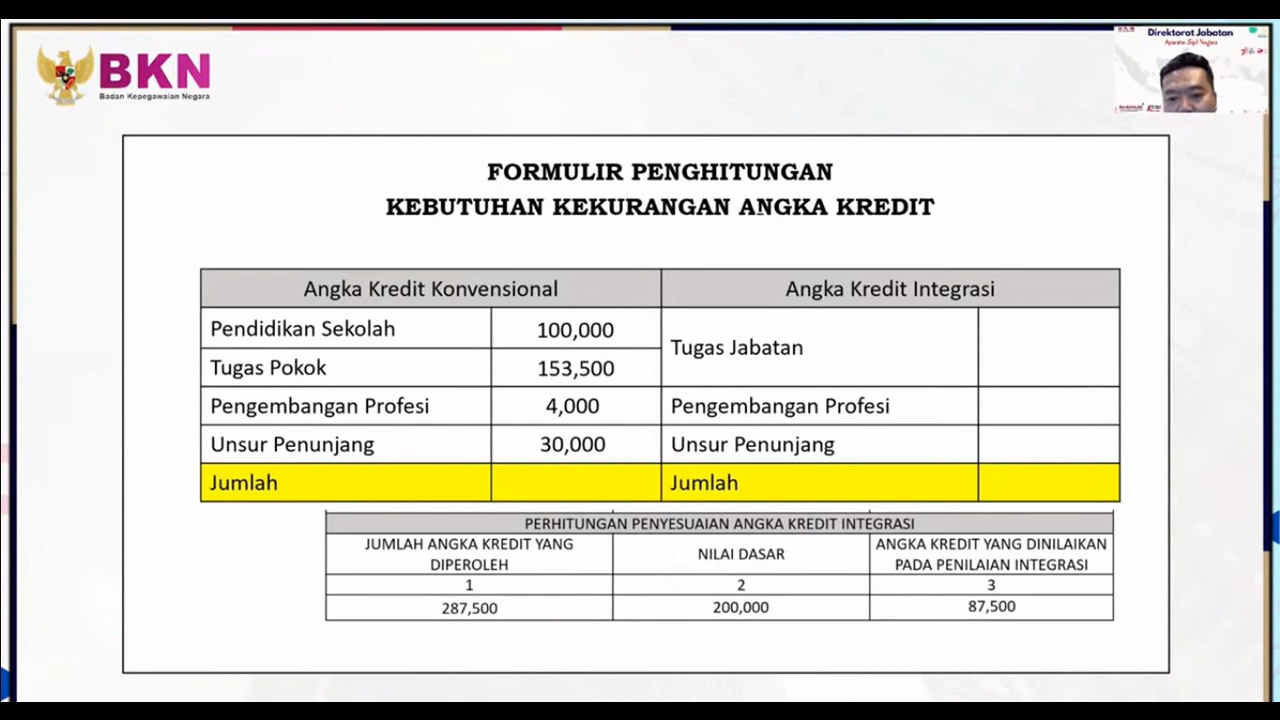 BKN
Badan Kepegawaian Negara
Direktorat Jabatan
Aparatur Sipil Negara
FORMULIR PENGHITUNGAN
KEBUTUHAN KEKURANGAN ANGKA KREDIT
Angka Kredit Konvensional Angka Kredit Integrasi
Pendidikan Sekolah 100,000
Tugas Jabatan
Tugas Pokok 153,500
Pengembangan Profesi 4,000 Pengembangan Profesi
Unsur Penunjang 30,000 Unsur Penunjang
Jumlah Jumlah
PERHITUNGAN PENYESUAIAN ANGKA KREDIT INTEGRASI
JUMLAH ANGKA KREDIT YANG DIPEROLEH NILAI DASAR ANGKA KREDIT YANG DINILAIKAN PADA PENILAIAN INTEGRASI
1 2 3
287,500 200,000 87,500